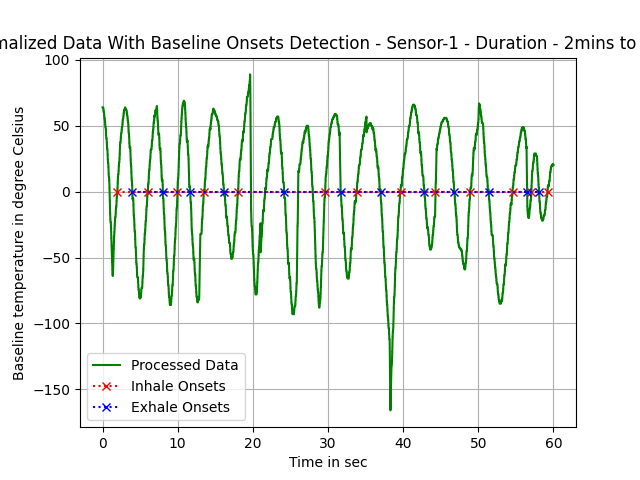 malized Data With Baseline Onsets Detection - Sensor-1 - Duration - 2mins to
100
50
0
−50
−100
−150
Baseline temperature in degree Celsius
Processed Data
Inhale Onsets
Exhale Onsets
0 10 20 30 40 50 60
Time in sec